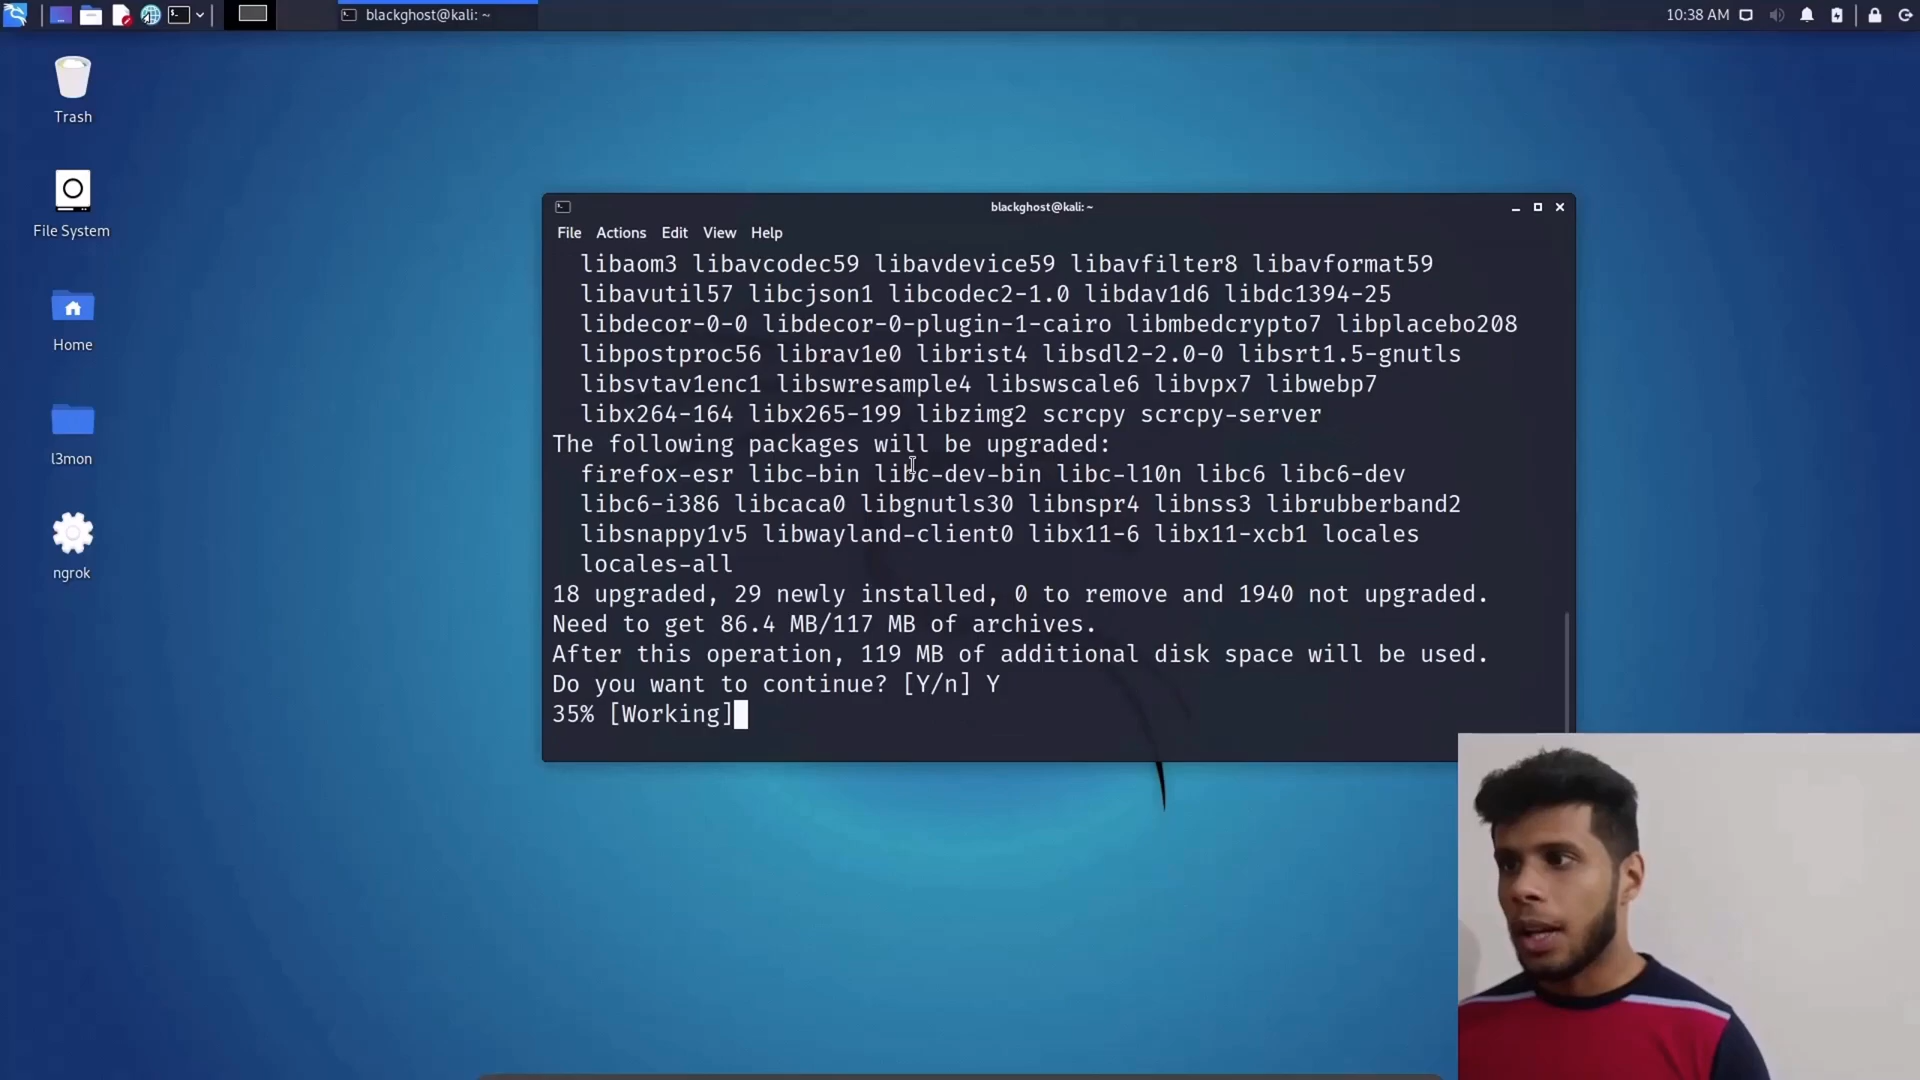 blackghost@kali: ~
10:38 AM
Trash
File System
Home
l3mon
ngrok
blackghost@kali: ~
File Actions Edit View Help
libaom3 libavcodec59 libavdevice59 libavfilter8 libavformat59
libavutil57 libcjson1 libcodec2-1.0 libdav1d6 libdc1394-25
libdecor-0-0 libdecor-0-plugin-1-cairo libmbedcrypto7 libplacebo208
libpostproc56 librav1e0 librist4 libsdl2-2.0-0 libsrt1.5-gnutls
libsvtav1enc1 libswresample4 libswscale6 libvpx7 libwebp7
libx264-164 libx265-199 libzimg2 scrcpy scrcpy-server
The following packages will be upgraded:
firefox-esr libc-bin libc-dev-bin libc-l10n libc6 libc6-dev
libc6-i386 libcaca0 libgnutls30 libnspr4 libnss3 librubberband2
libsnappy1v5 libwayland-client0 libx11-6 libx11-xcb1 locales
locales-all
18 upgraded, 29 newly installed, 0 to remove and 1940 not upgraded.
Need to get 86.4 MB/117 MB of archives.
After this operation, 119 MB of additional disk space will be used.
Do you want to continue? [Y/n] Y
35% [Working]